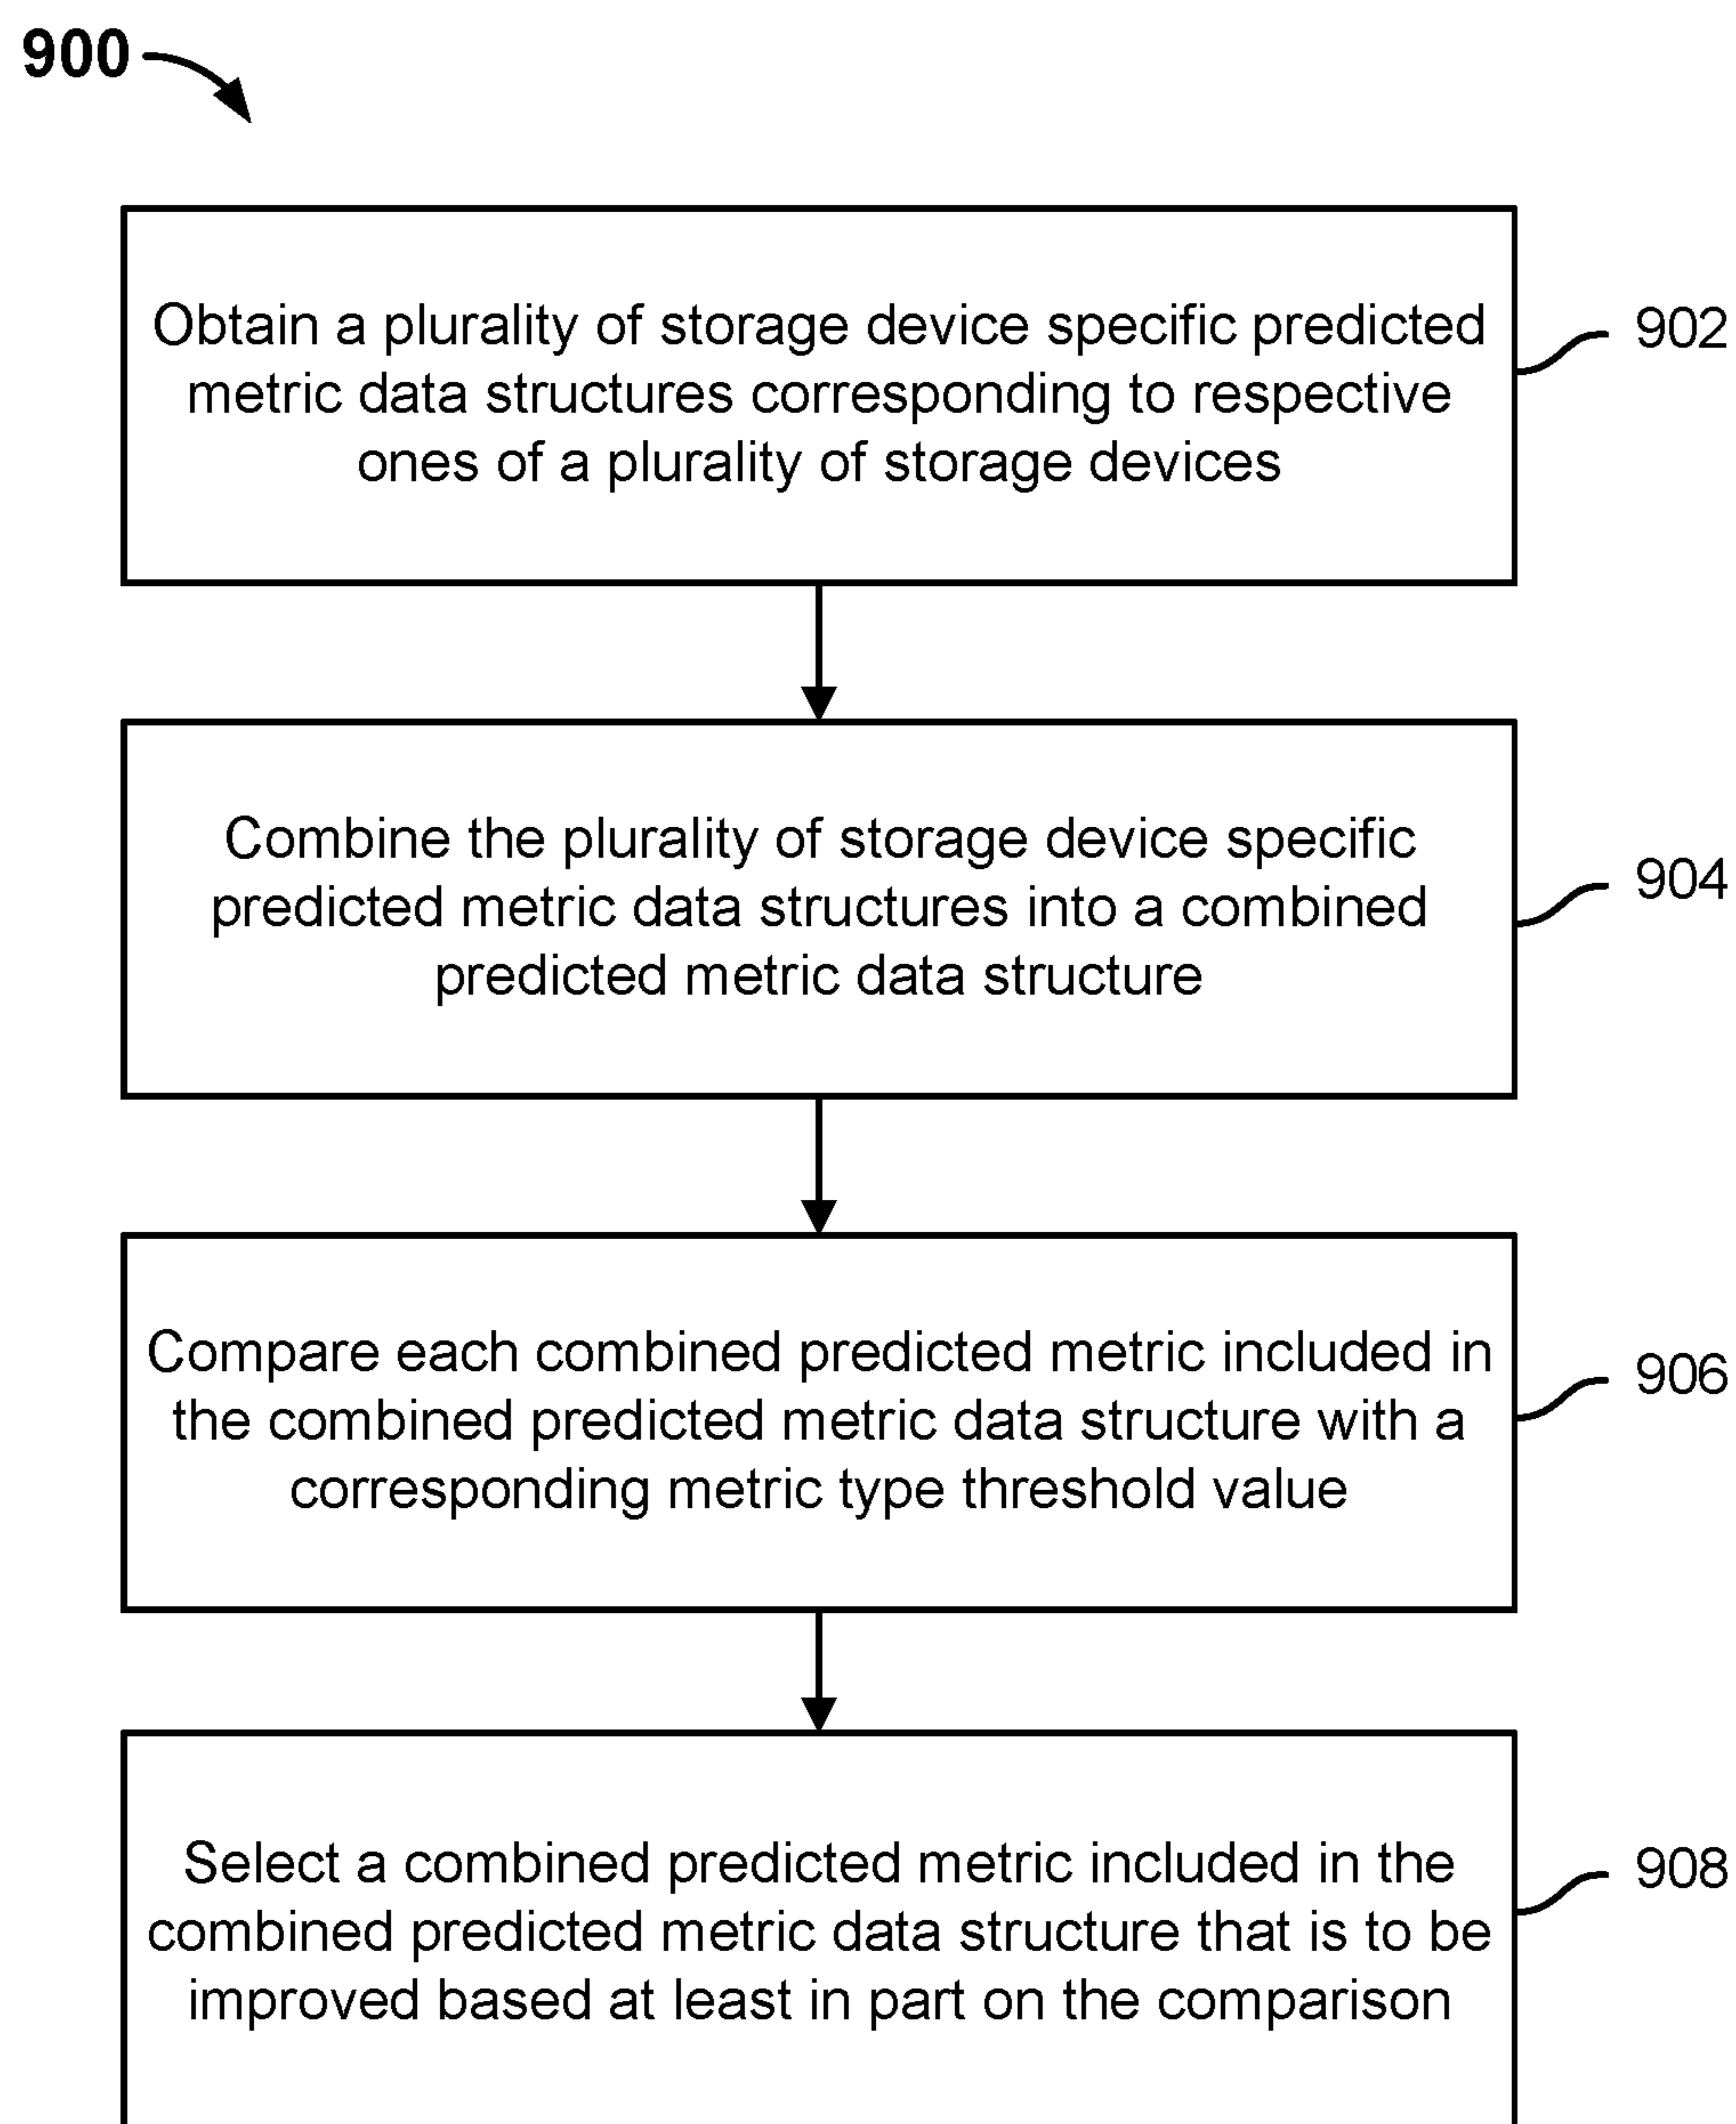 900
Obtain a plurality of storage device specific predicted
metric data structures corresponding to respective
ones of a plurality of storage devices
902
Combine the plurality of storage device specific
predicted metric data structures into a combined
predicted metric data structure
904
Compare each combined predicted metric included in
the combined predicted metric data structure with a
corresponding metric type threshold value
906
Select a combined predicted metric included in the
combined predicted metric data structure that is to be
improved based at least in part on the comparison
908